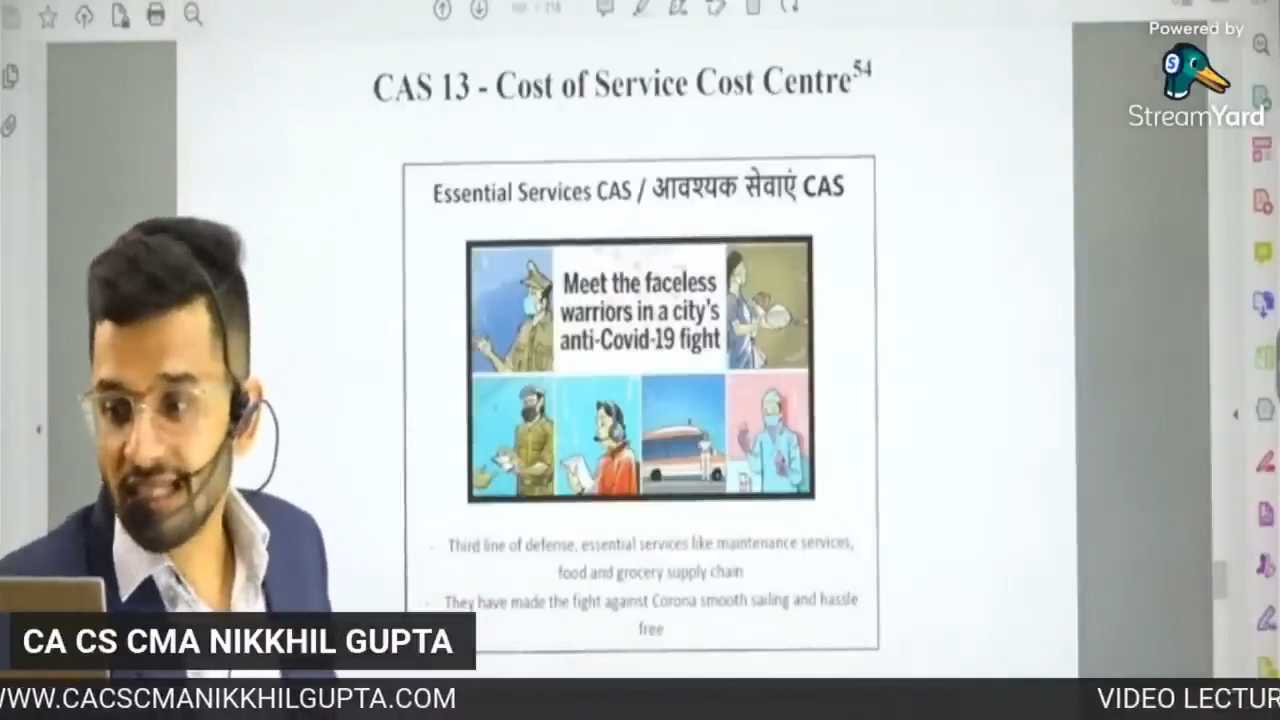 Powered by
StreamYard
CAS 13 - Cost of Service Cost Centre54
Essential Services CAS / आवश्यक सेवाएं CAS
Meet the faceless
warriors in a city's
anti-Covid-19 fight
- Third line of defense, essential services like maintenance services,
food and grocery supply chain
- They have made the fight against Corona smooth sailing and hassle
free
CA CS CMA NIKKHIL GUPTA
WWW.CACSCMANIKKHILGUPTA.COM
VIDEO LECTUR